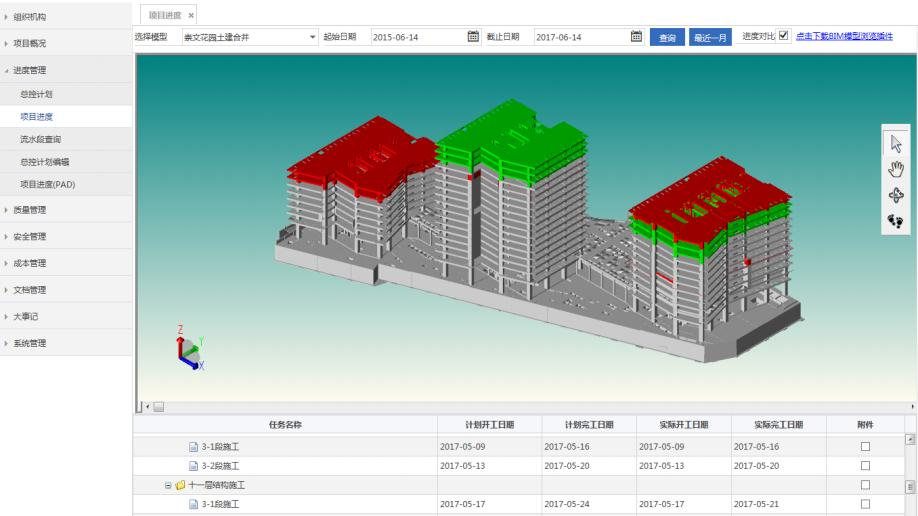 组织机构
项目概况
进度管理
总控计划
项目进度
流水段查询
总控计划编辑
项目进度(PAD)
质量管理
安全管理
成本管理
文档管理
大事记
系统管理
项目进度 ×
选择模型 崇文花园土建合并 起始日期 2015-06-14 截止日期 2017-06-14 查询 最近一月 进度对比 点击下载BIM模型浏览插件
Z
Y
X
任务名称 计划开工日期 计划完工日期 实际开工日期 实际完工日期 附件
3-1段施工 2017-05-09 2017-05-16 2017-05-09 2017-05-16
3-2段施工 2017-05-13 2017-05-20 2017-05-13 2017-05-20
十一层结构施工
3-1段施工 2017-05-17 2017-05-24 2017-05-17 2017-05-21